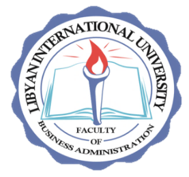 LIBYAN INTERNATIONAL UNIVERSITY
FACULTY
OF
BUSINESS ADMINISTRATION